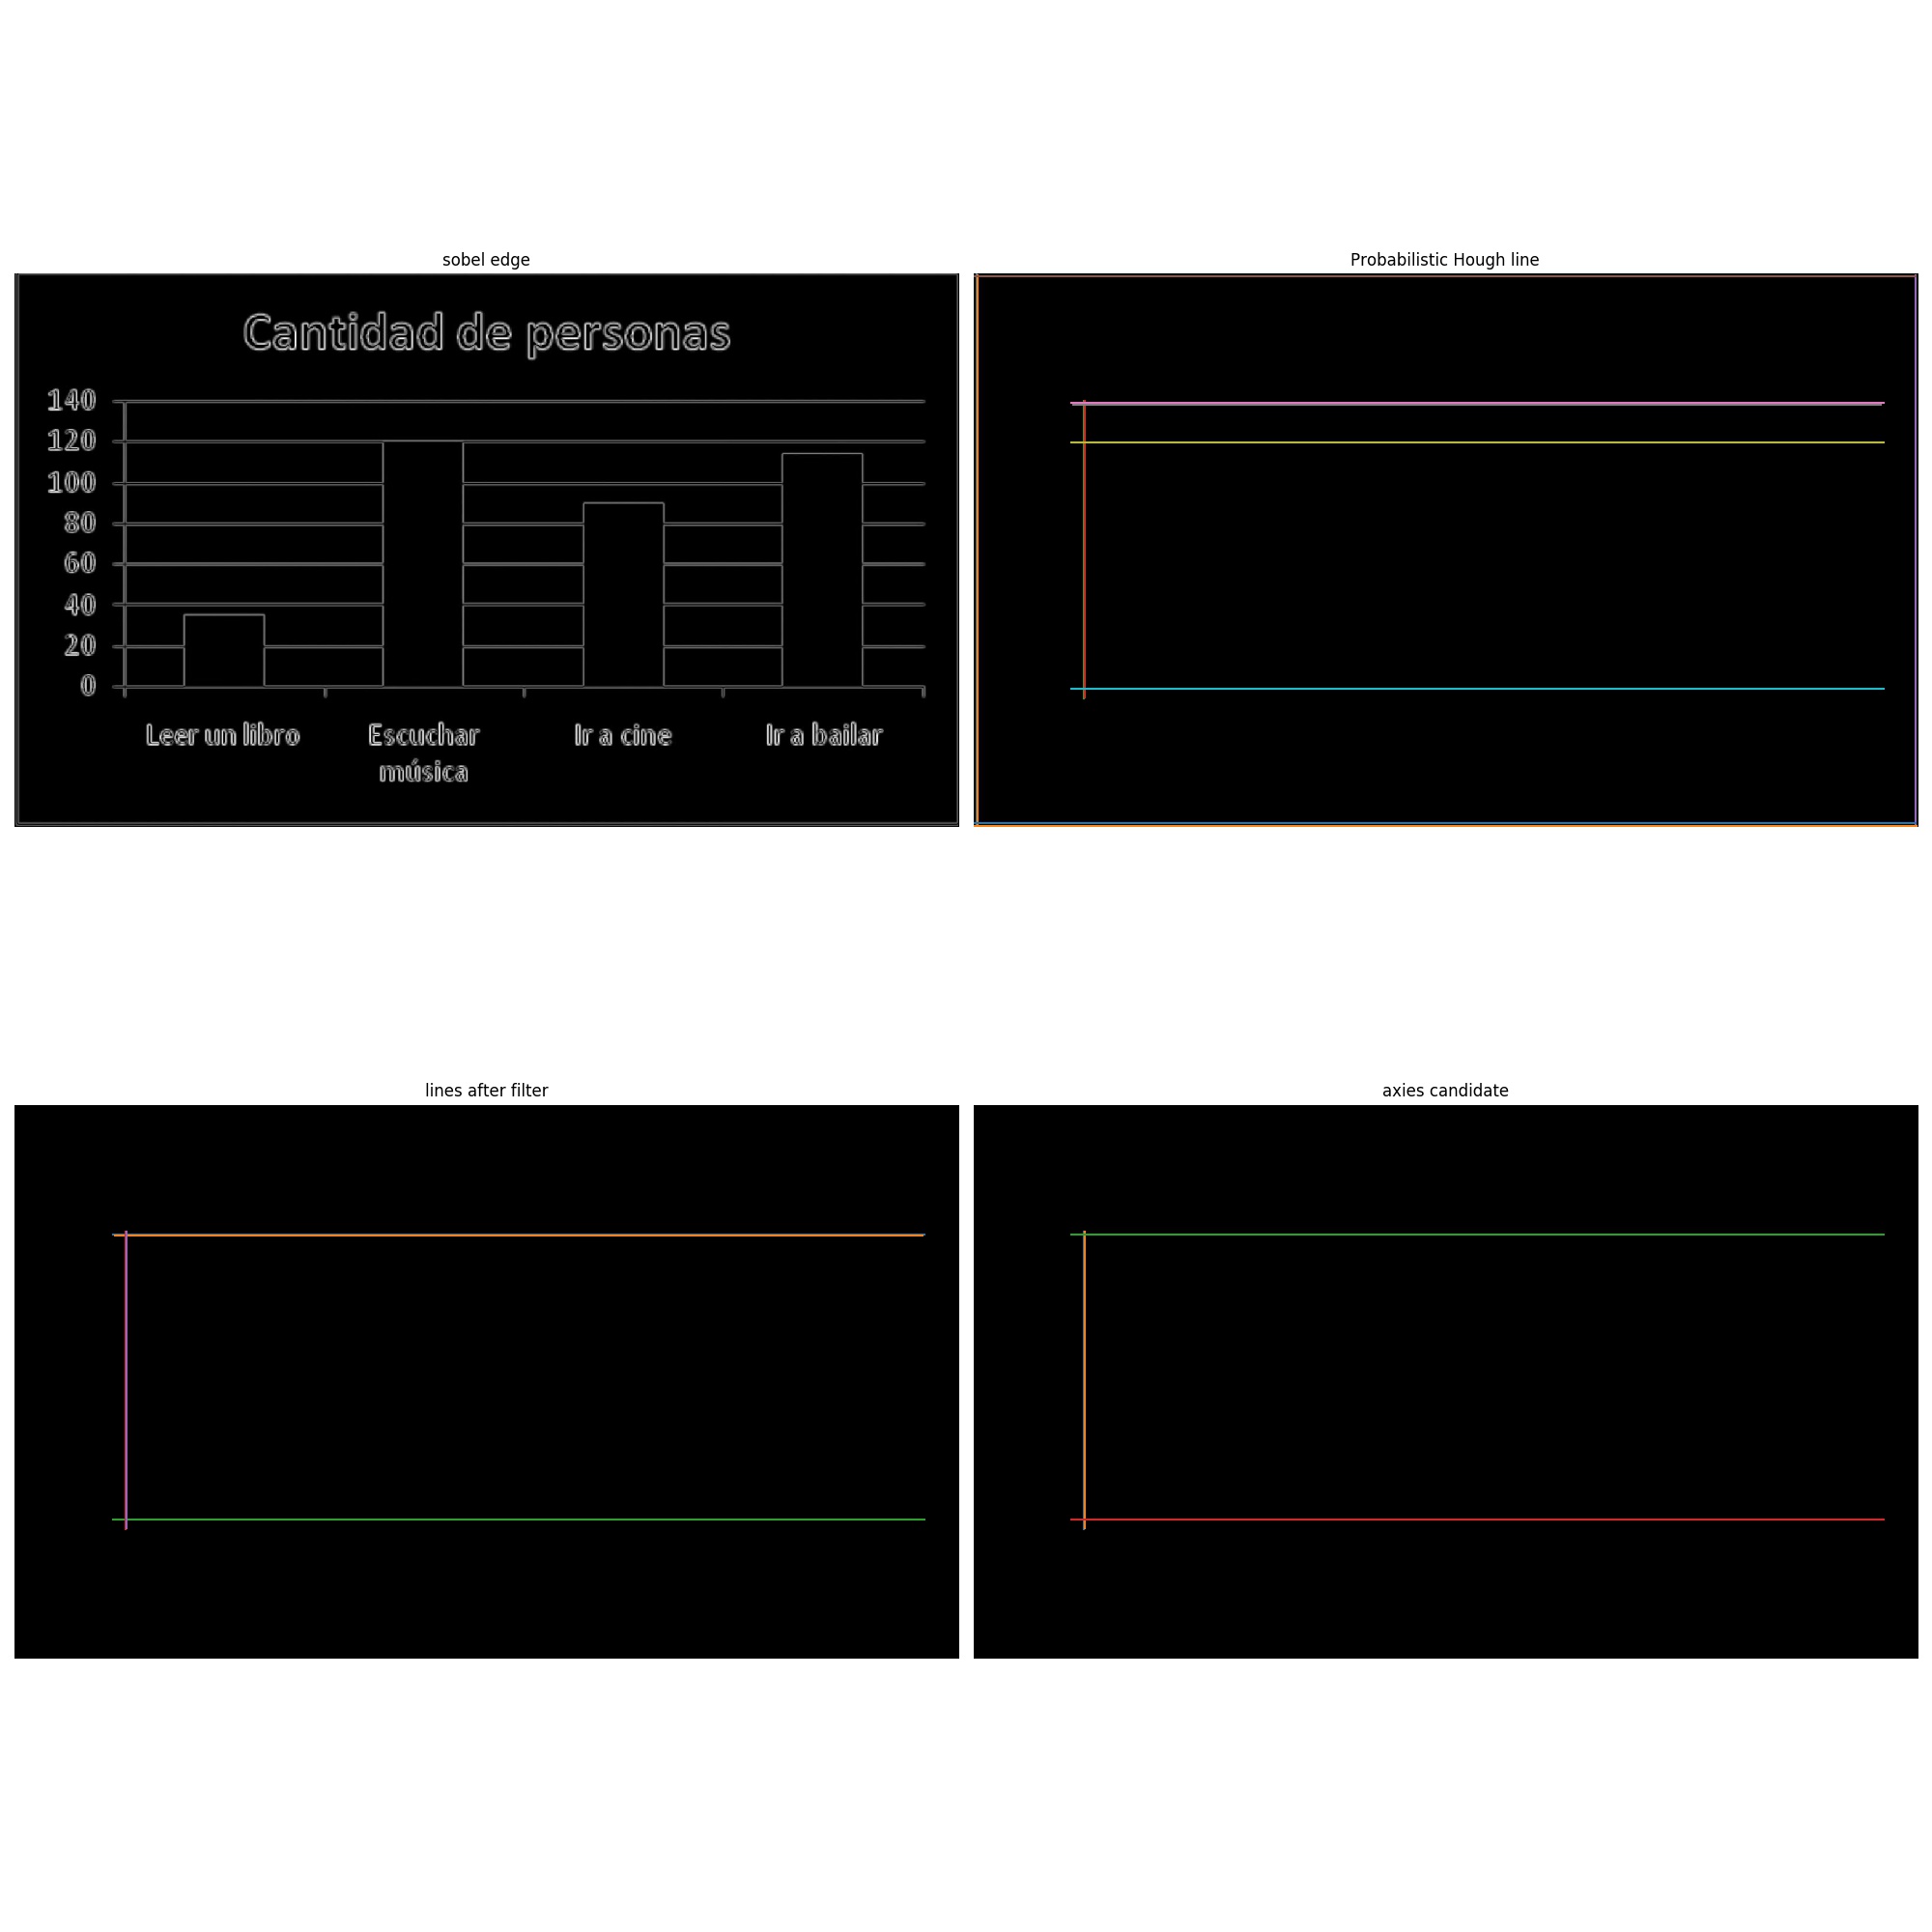 sobel edge
Cantidad de personas
140
120
100
80
60
40
20
0
Leer un libro
Escuchar
música
Ir a cine
Ir a bailar
Probabilistic Hough line
lines after filter
axies candidate